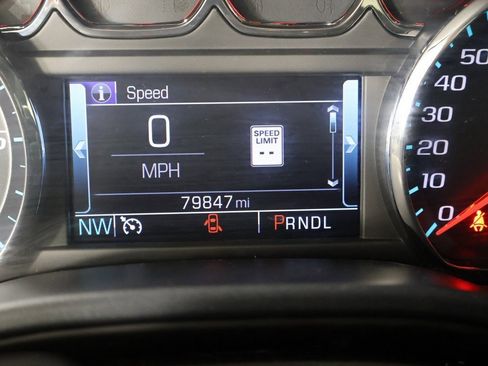 Speed
0
MPH
SPEED
LIMIT
--
79847 mi
NW
PRNDL
50
40
30
20
10
0